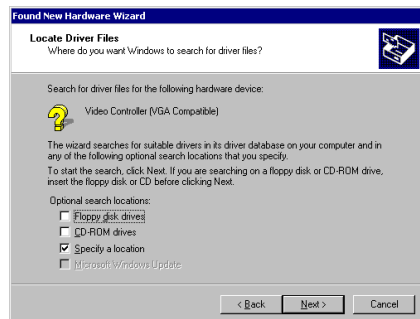 Found New Hardware Wizard
Locate Driver Files
Where do you want Windows to search for driver files?
Search for driver files for the following hardware device:
Video Controller (VGA Compatible)
The wizard searches for suitable drivers in its driver database on your computer and in
any of the following optional search locations that you specify.
To start the search, click Next. If you are searching on a floppy disk or CD-ROM drive,
insert the floppy disk or CD before clicking Next.
Optional search locations:
Floppy disk drives
CD-ROM drives
Specify a location
Microsoft Windows Update
< Back Next > Cancel